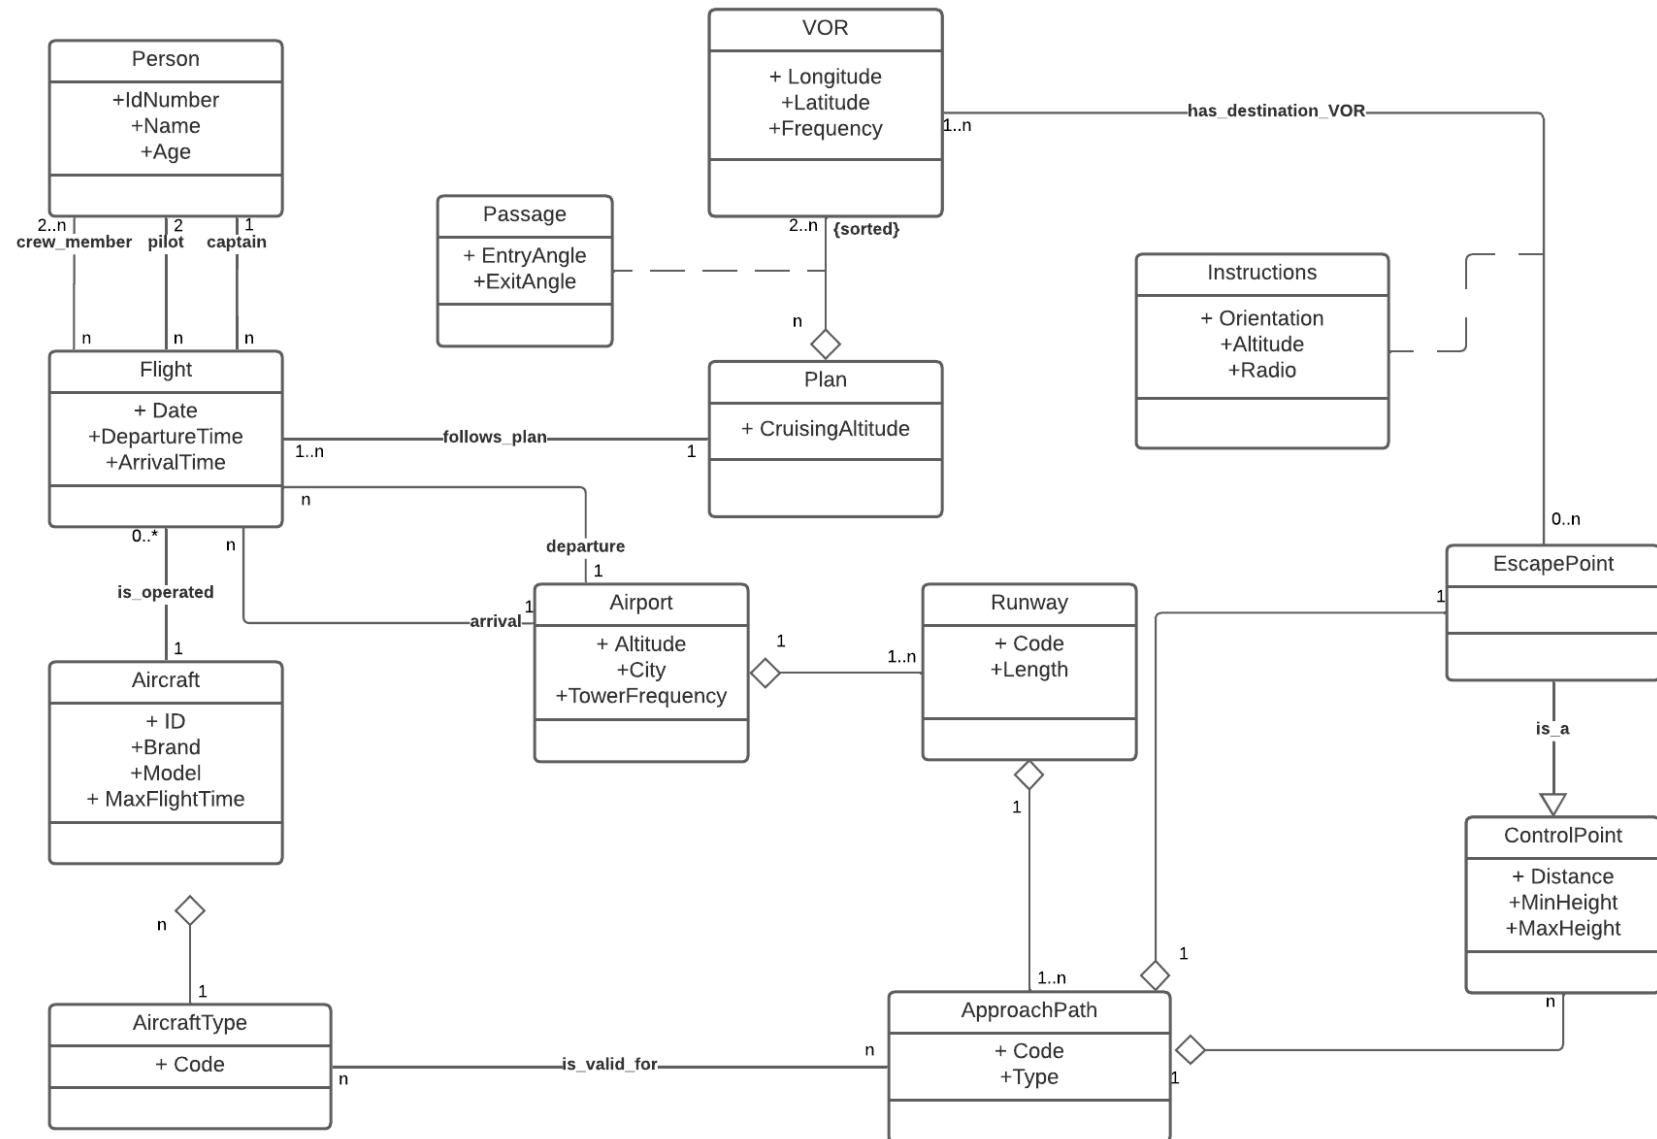 VOR
+ Longitude
+Latitude
+Frequency
Person
+IdNumber
+Name
+Age
has_destination_VOR
1..n
2..n
2
1
crew_member
pilot
captain
Passage
+ EntryAngle
+ExitAngle
2..n
{sorted}
Instructions
+ Orientation
+Altitude
+Radio
n
n
n
n
Flight
+ Date
+DepartureTime
+ArrivalTime
Plan
+ CruisingAltitude
follows_plan
1..n
1
n
0..*
n
departure
1
0..n
EscapePoint
is_operated
1
arrival
1
Airport
+ Altitude
+City
+TowerFrequency
1
1..n
Runway
+ Code
+Length
1
Aircraft
+ ID
+Brand
+Model
+ MaxFlightTime
is_a
1
ControlPoint
+ Distance
+MinHeight
+MaxHeight
n
1
1
1..n
n
AircraftType
+ Code
ApproachPath
+ Code
+Type
is_valid_for
n
n
1